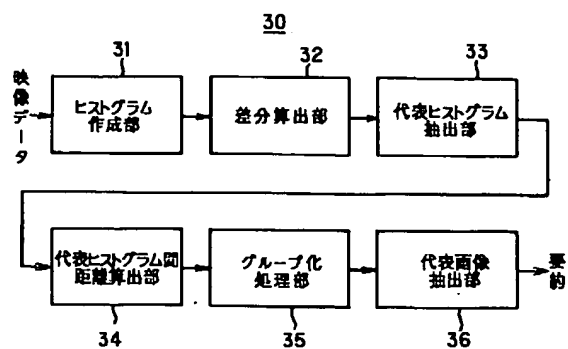 30
31
32
33
映像データ
ヒストグラム
作成部
差分算出部
代表ヒストグラム
抽出部
代表ヒストグラム間
距離算出部
グループ化
処理部
代表画像
抽出部
要約
34
35
36